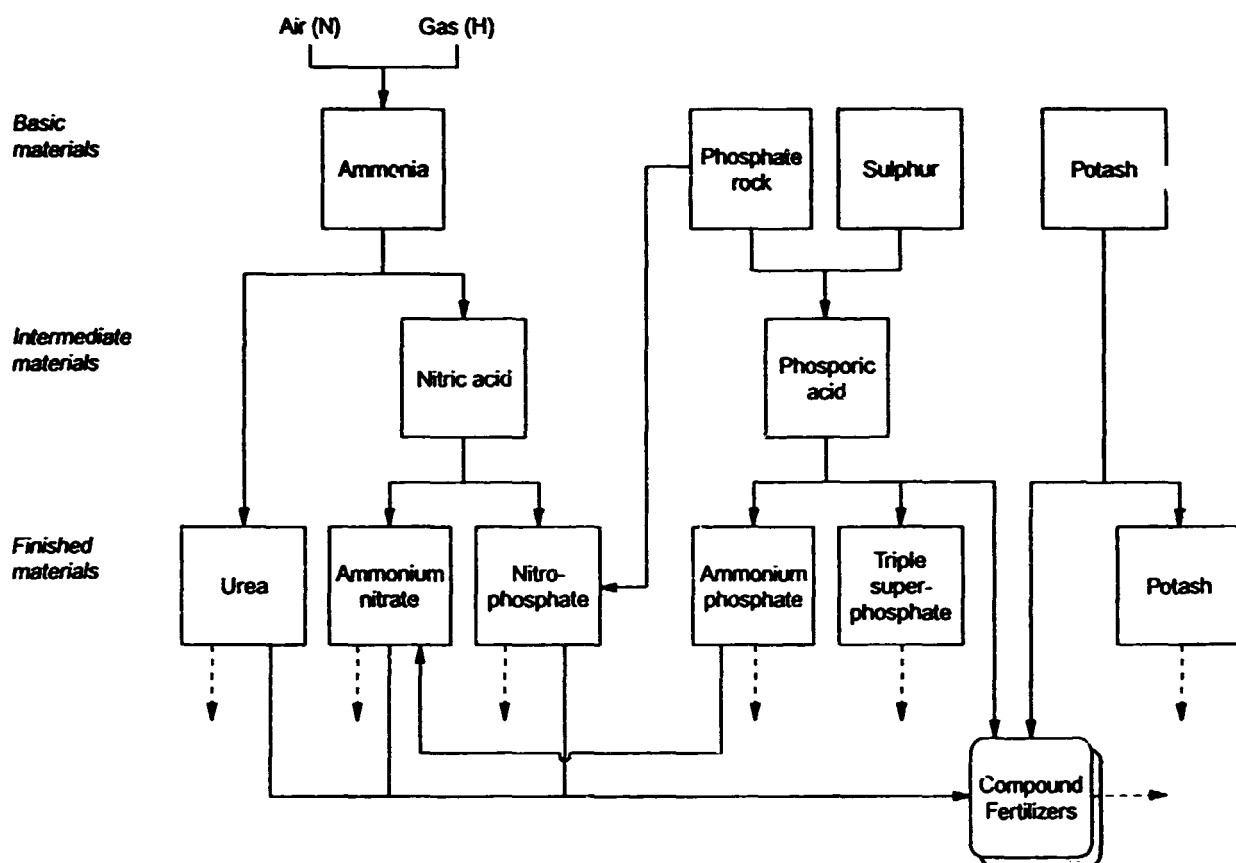 Air (N)
Gas (H)
Basic
materials
Ammonia
Phosphate
rock
Sulphur
Potash
Intermediate
materials
Nitric acid
Phosporic
acid
Finished
materials
Urea
Ammonium
nitrate
Nitro-
phosphate
Ammonium
phosphate
Triple
super-
phosphate
Potash
Compound
Fertilizers